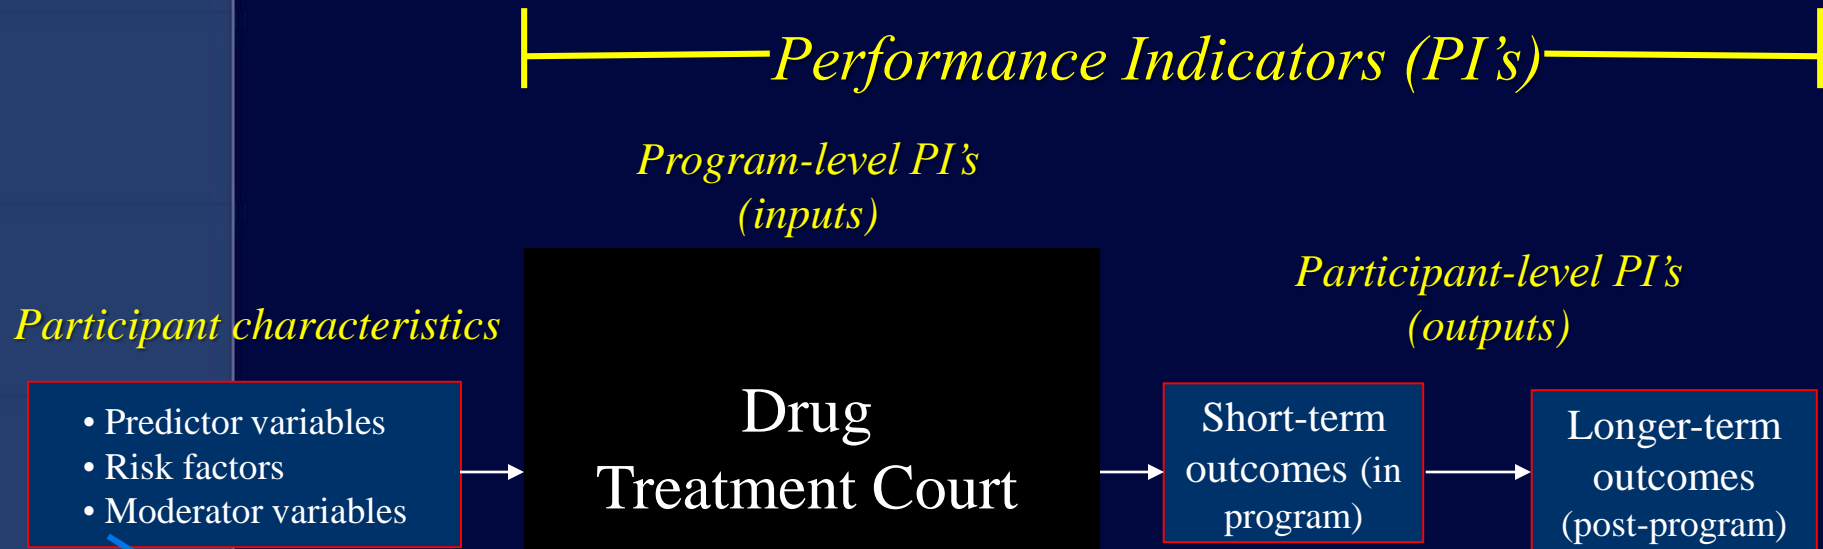 Performance Indicators (PI’s)
Program-level PI’s
(inputs)
Participant-level PI’s
(outputs)
Participant characteristics
• Predictor variables
• Risk factors
• Moderator variables
Drug
Treatment Court
Short-term
outcomes (in
program)
Longer-term
outcomes
(post-program)